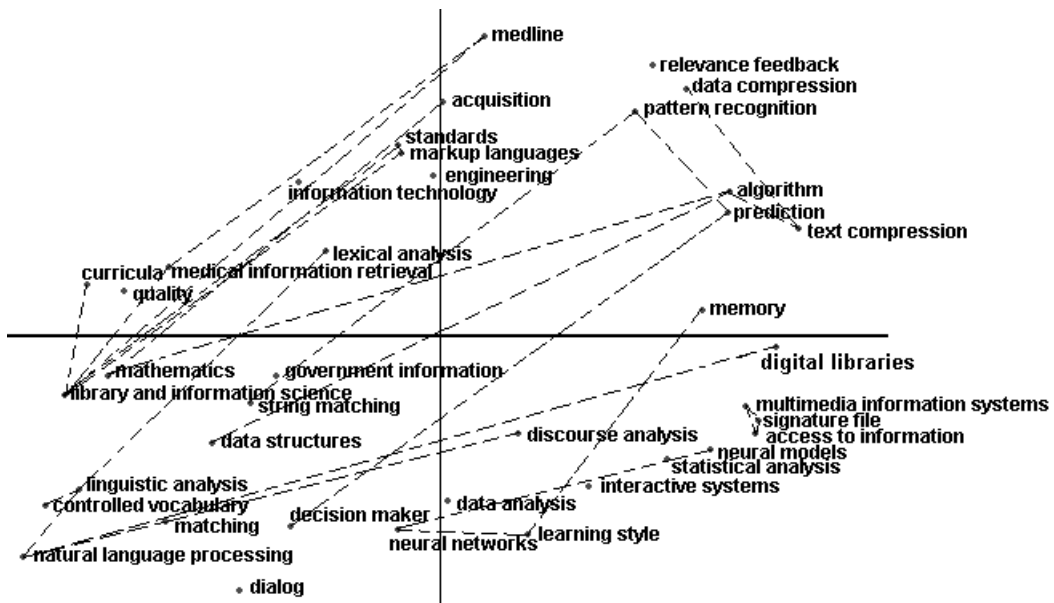 medline
relevance feedback
data compression
acquisition
pattern recognition
standards
markup languages
engineering
information technology
algorithm
prediction
text compression
lexical analysis
curricula
medical information retrieval
quality
memory
digital libraries
mathematics
government information
library and information science
string matching
multimedia information systems
signature file
data structures
discourse analysis
access to information
neural models
statistical analysis
linguistic analysis
interactive systems
controlled vocabulary
data analysis
matching
decision maker
learning style
neural networks
natural language processing
dialog